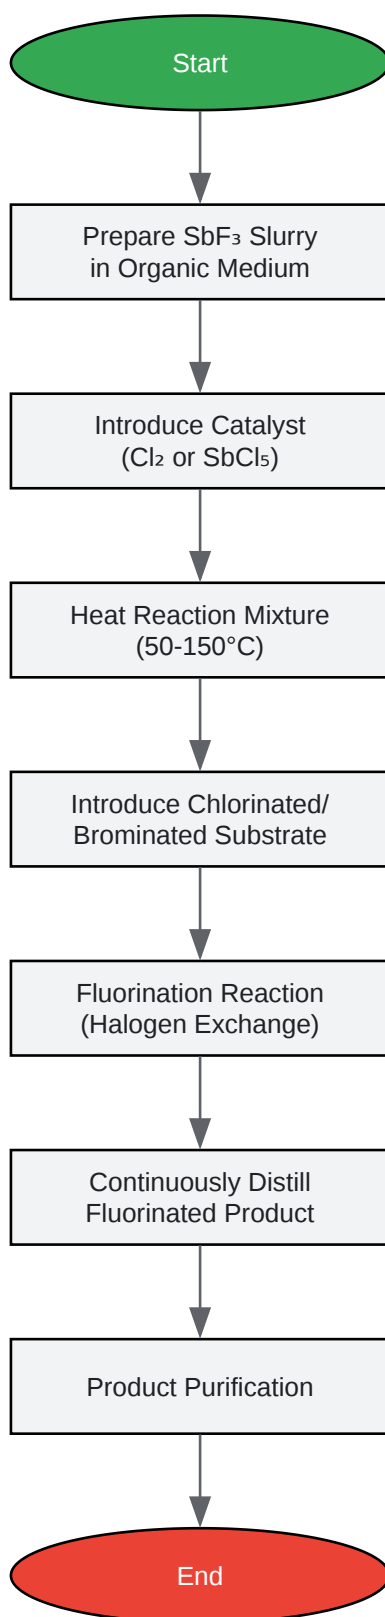 Start
Prepare SbF₃ Slurry
in Organic Medium
Introduce Catalyst
(Cl₂ or SbCl₅)
Heat Reaction Mixture
(50-150°C)
Introduce Chlorinated/
Brominated Substrate
Fluorination Reaction
(Halogen Exchange)
Continuously Distill
Fluorinated Product
Product Purification
End